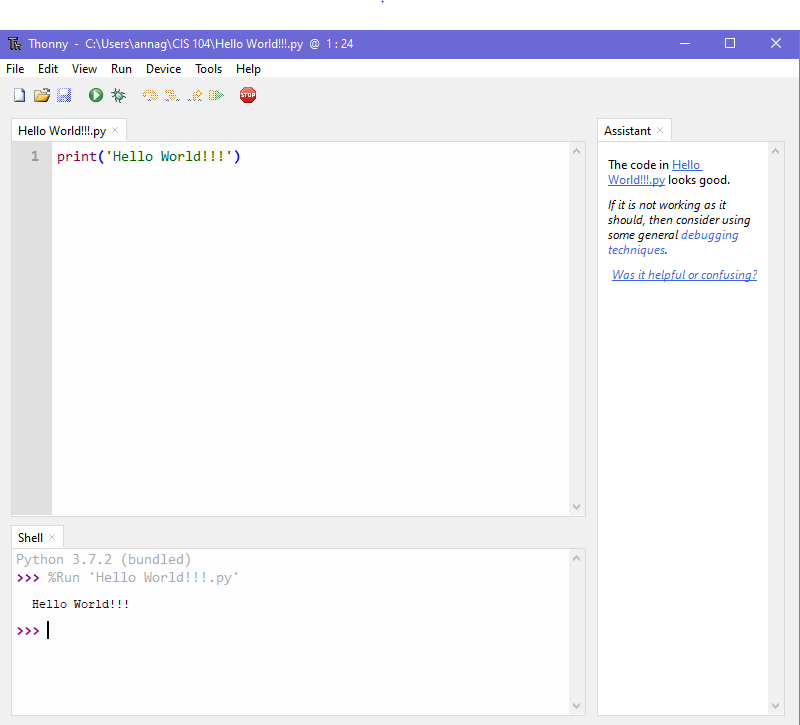 Thonny - C:\Users\annag\CIS 104\Hello World!!!.py @ 1 : 24
File Edit View Run Device Tools Help
STOP
Hello World!!!.py ×
1 print('Hello World!!!')
Assistant ×
The code in Hello
World!!!.py looks good.
If it is not working as it
should, then consider using
some general debugging
techniques.
Was it helpful or confusing?
Shell ×
Python 3.7.2 (bundled)
>>> %Run 'Hello World!!!.py'
Hello World!!!
>>>